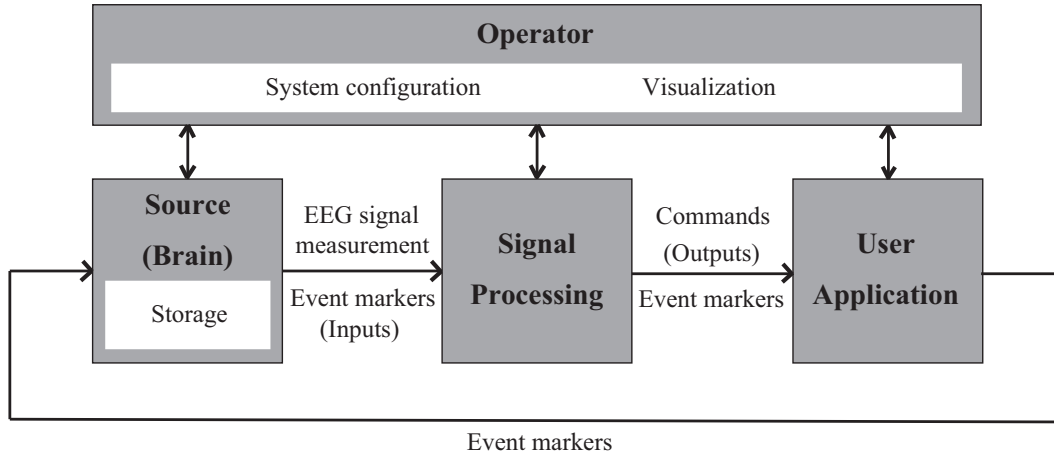 Operator
System configuration
Visualization
Source
(Brain)
Storage
EEG signal
measurement
Event markers
(Inputs)
Signal
Processing
Commands
(Outputs)
Event markers
User
Application
Event markers